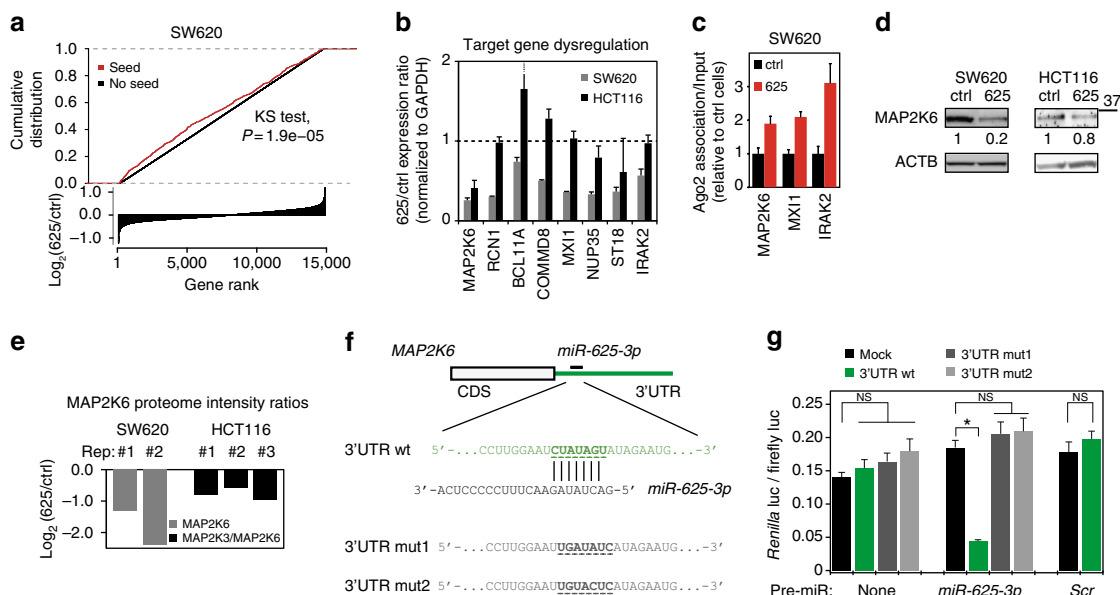 a
SW620
Cumulative distribution
1.0
0.8
0.6
0.4
0.2
0.0
Seed
No seed
KS test,
P = 1.9e–05
Log2(625/ctrl)
1.0
0.0
–1.0
1
5,000
10,000
15,000
Gene rank
b
Target gene dysregulation
625/ctrl expression ratio
(normalized to GAPDH)
2
1
0
SW620
HCT116
MAP2K6
RCN1
BCL11A
COMMD8
MXI1
NUP35
ST18
IRAK2
c
SW620
Ago2 association/Input
(relative to ctrl cells)
3
2
1
0
ctrl
625
MAP2K6
MXI1
IRAK2
d
SW620 HCT116
ctrl 625 ctrl 625
37
MAP2K6
1 0.2 1 0.8
ACTB
e
MAP2K6 proteome intensity ratios
SW620 HCT116
Rep: #1 #2 #1 #2 #3
Log2 (625/ctrl)
0.0
–1.0
–2.0
MAP2K6
MAP2K3/MAP2K6
f
MAP2K6 miR-625-3p
CDS
3'UTR
3'UTR wt 5'-...CCUUGGAAUCUAUAGUUAUAGAAUG...-3'
3'-ACUCCCCCUUUCAAGAUAUCAG-5' miR-625-3p
3'UTR mut1 5'-...CCUUGGAAUUGAUAUCAUAGAAUG...-3'
3'UTR mut2 5'-...CCUUGGAAUUGUACUCAUAGAAUG...-3'
g
Mock
3'UTR wt
3'UTR mut1
3'UTR mut2
Renilla luc / firefly luc
0.25
0.20
0.15
0.10
0.05
0
NS
NS
*
NS
Pre-miR: None miR-625-3p Scr